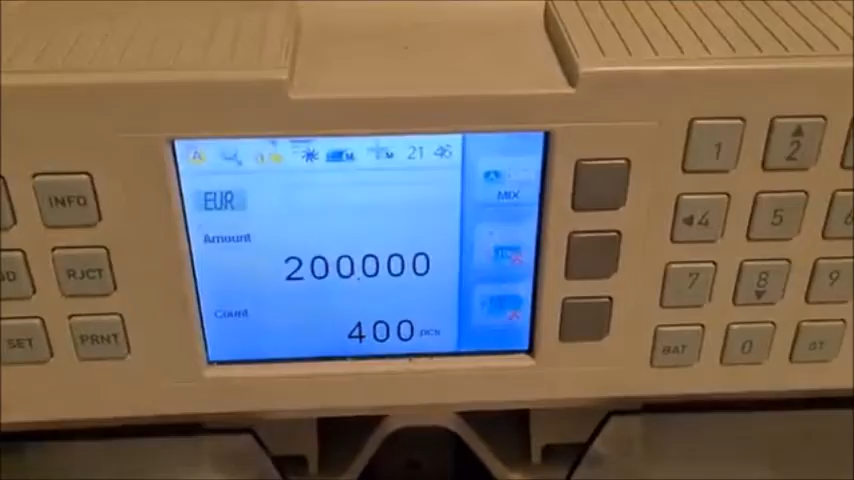 21 46
EUR
MIX
Amount
200000
Count
400 pcs
INFO
RJCT
SET
PRNT
1
2
4
5
6
7
8
9
BAT
0
ST